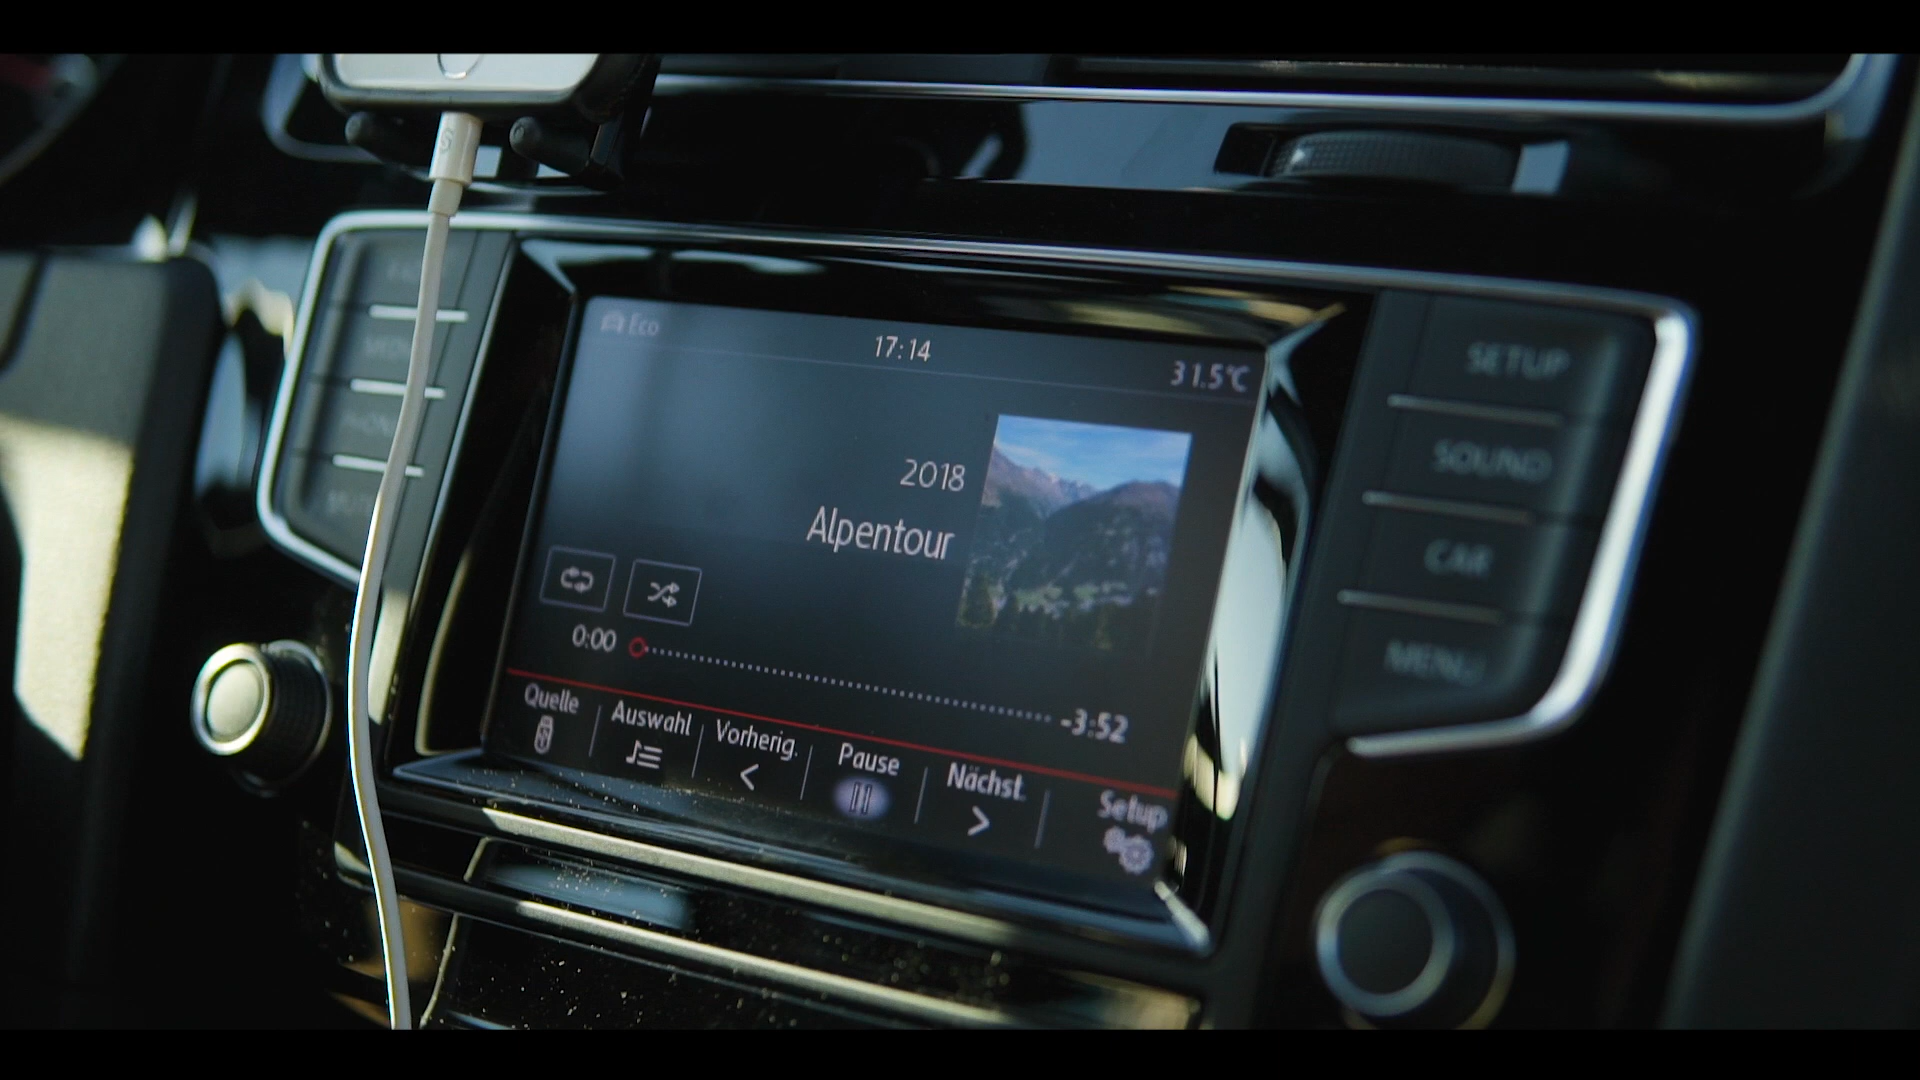 Eco
17:14
31.5°C
2018
Alpentour
0:00
-3:52
Quelle
Auswahl
Vorherig.
Pause
Nächst.
Setup
SETUP
SOUND
CAR
MENU